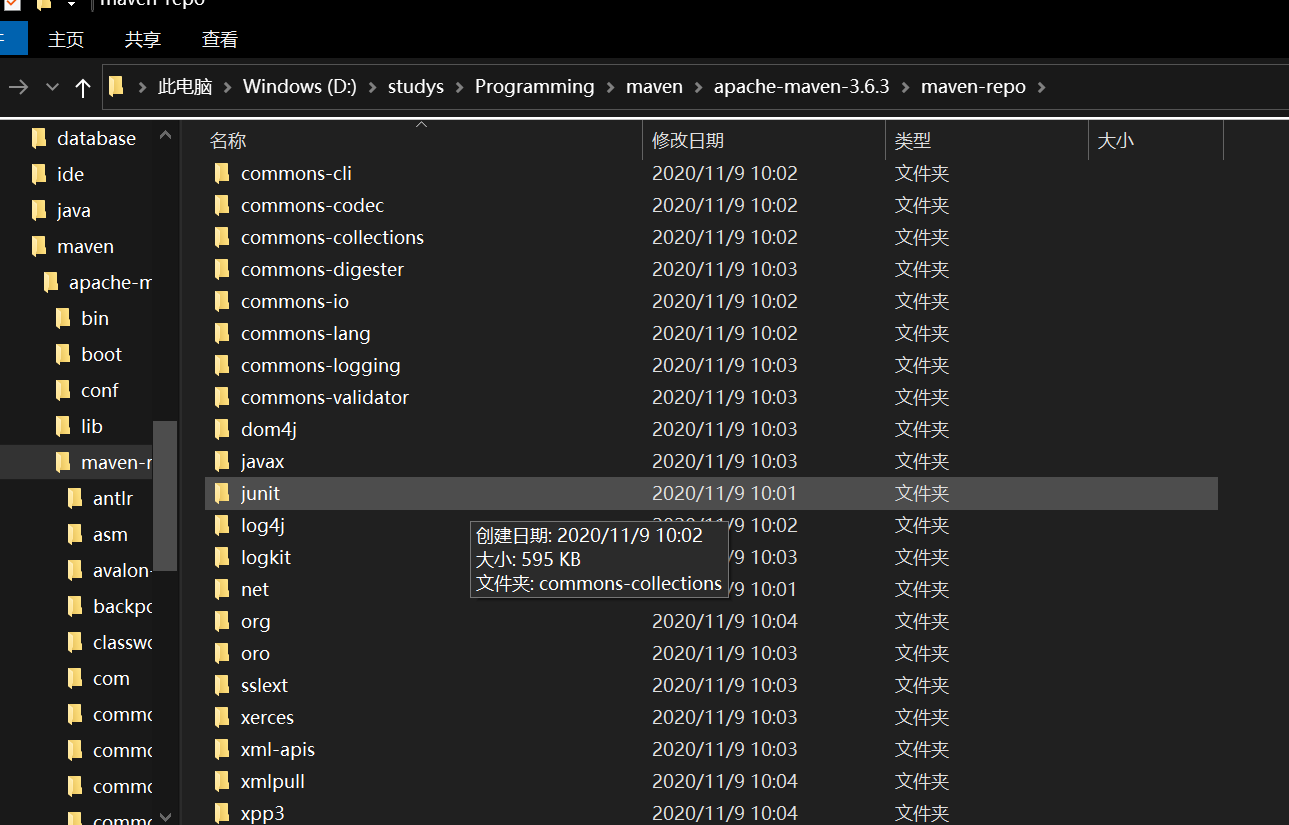 maven-repo
主页 共享 查看
此电脑 Windows (D:) studys Programming maven apache-maven-3.6.3 maven-repo
database
ide
java
maven
apache-m
bin
boot
conf
lib
maven-r
antlr
asm
avalon-
backpo
classwo
com
commo
commo
commo
commo
名称 修改日期 类型 大小
commons-cli 2020/11/9 10:02 文件夹
commons-codec 2020/11/9 10:02 文件夹
commons-collections 2020/11/9 10:02 文件夹
commons-digester 2020/11/9 10:03 文件夹
commons-io 2020/11/9 10:02 文件夹
commons-lang 2020/11/9 10:02 文件夹
commons-logging 2020/11/9 10:03 文件夹
commons-validator 2020/11/9 10:03 文件夹
dom4j 2020/11/9 10:03 文件夹
javax 2020/11/9 10:03 文件夹
junit 2020/11/9 10:01 文件夹
log4j 2020/11/9 10:02 文件夹
logkit /9 10:03 文件夹
net /9 10:01 文件夹
org 2020/11/9 10:04 文件夹
oro 2020/11/9 10:03 文件夹
sslext 2020/11/9 10:03 文件夹
xerces 2020/11/9 10:03 文件夹
xml-apis 2020/11/9 10:03 文件夹
xmlpull 2020/11/9 10:04 文件夹
xpp3 2020/11/9 10:04 文件夹
创建日期: 2020/11/9 10:02
大小: 595 KB
文件夹: commons-collections